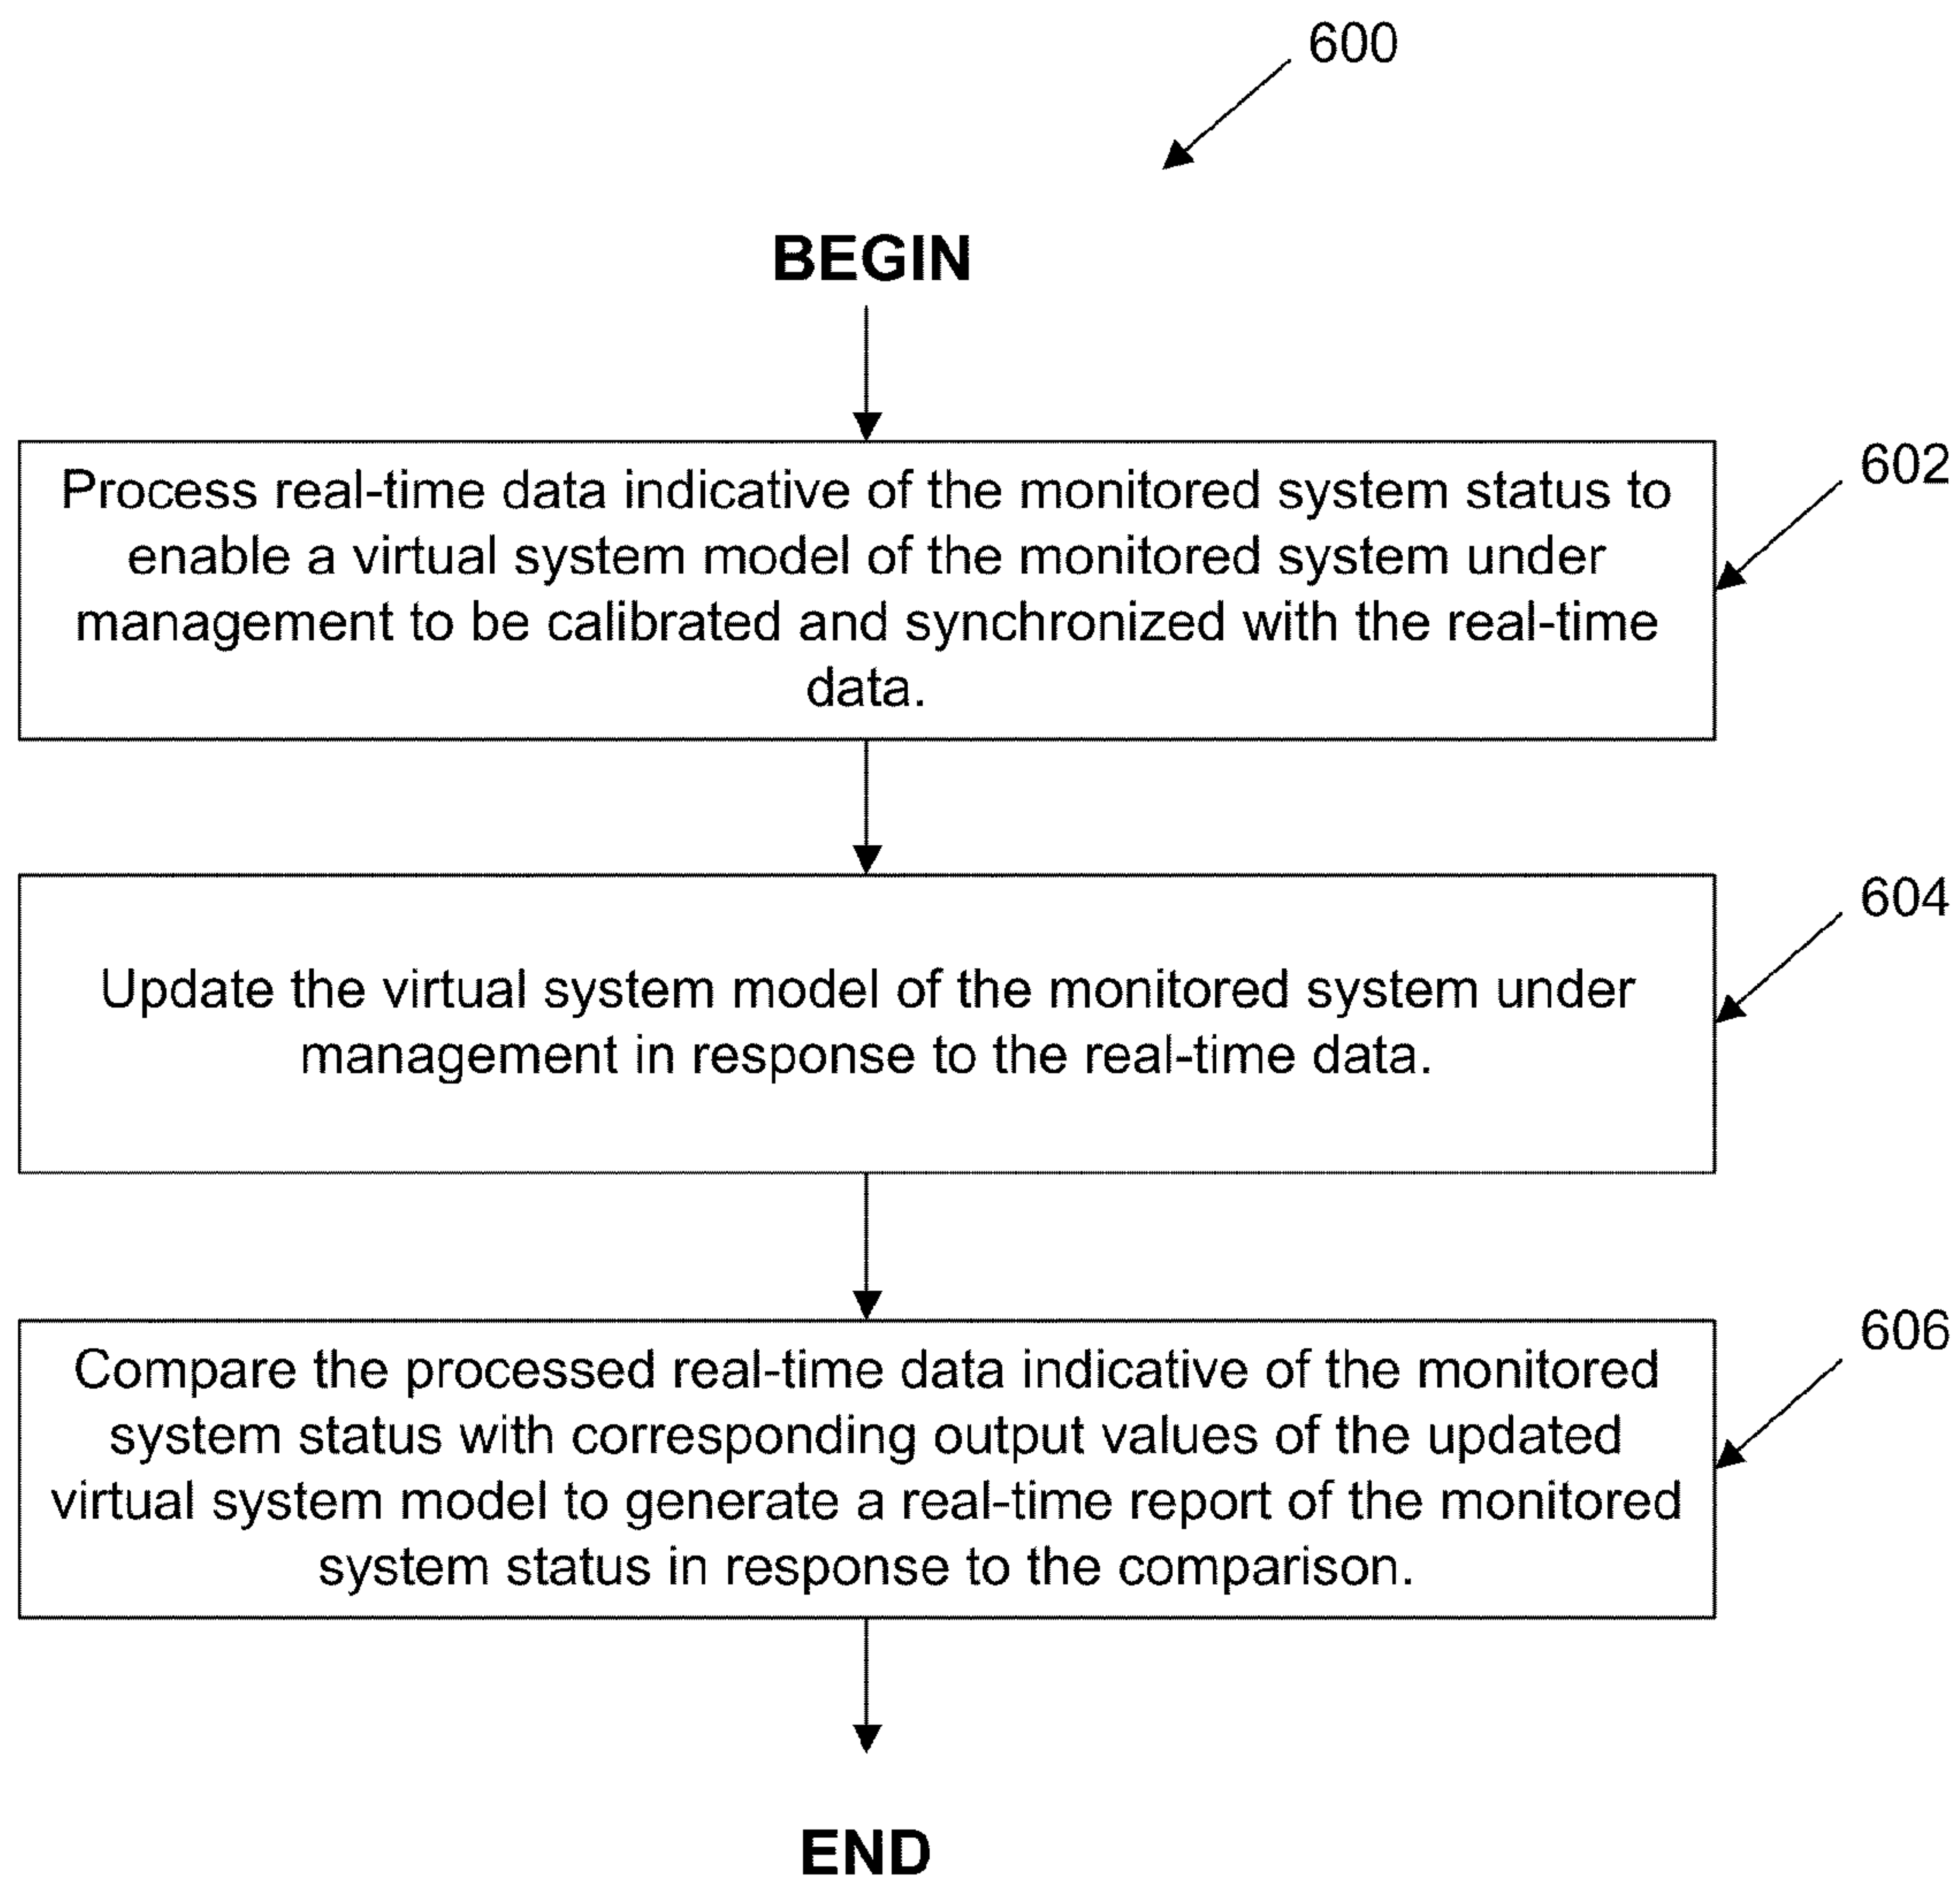 600
BEGIN
Process real-time data indicative of the monitored system status to
enable a virtual system model of the monitored system under
management to be calibrated and synchronized with the real-time
data.
602
Update the virtual system model of the monitored system under
management in response to the real-time data.
604
Compare the processed real-time data indicative of the monitored
system status with corresponding output values of the updated
virtual system model to generate a real-time report of the monitored
system status in response to the comparison.
606
END